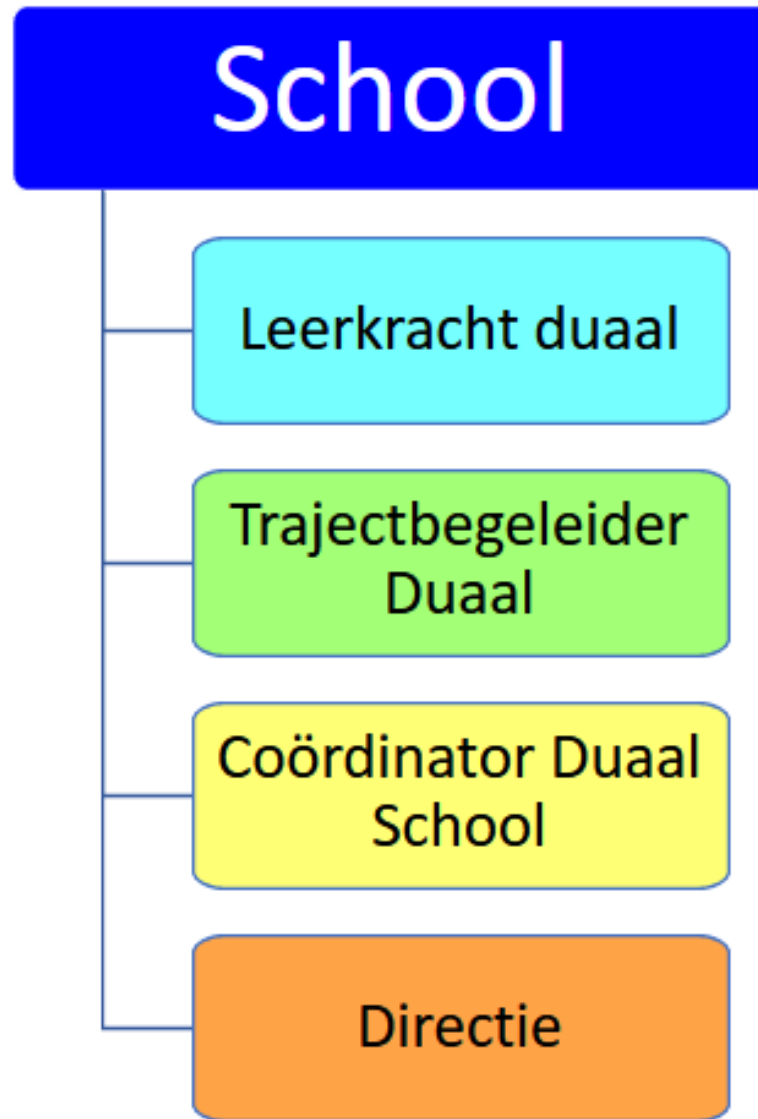 School
Leerkracht duaal
Trajectbegeleider
Duaal
Coördinator Duaal
School
Directie